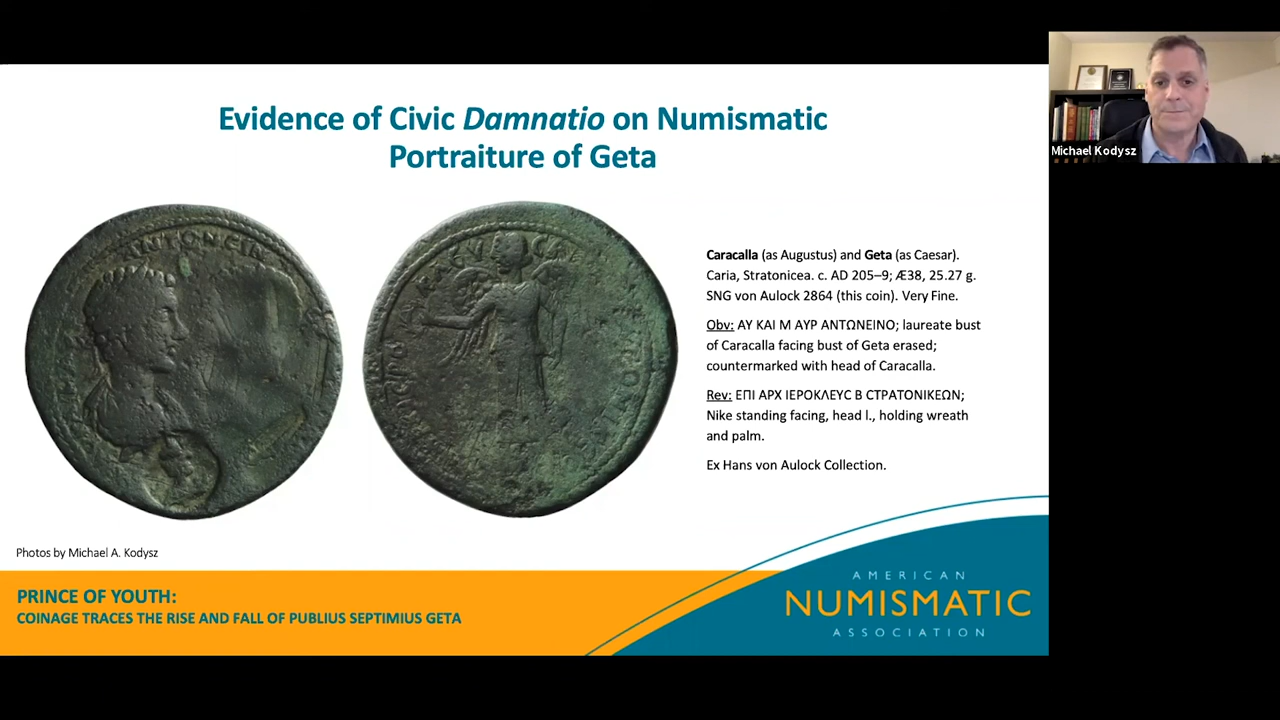 Evidence of Civic Damnatio on Numismatic
Portraiture of Geta
Michael Kodysz
Caracalla (as Augustus) and Geta (as Caesar).
Caria, Stratonicea. c. AD 205–9; Æ38, 25.27 g.
SNG von Aulock 2864 (this coin). Very Fine.
Obv: ΑΥ ΚΑΙ Μ ΑΥΡ ΑΝΤΩΝΕΙΝΟ; laureate bust
of Caracalla facing bust of Geta erased;
countermarked with head of Caracalla.
Rev: ΕΠΙ ΑΡΧ ΙΕΡΟΚΛΕΥϹ Β ϹΤΡΑΤΟΝΙΚΕΩΝ;
Nike standing facing, head l., holding wreath
and palm.
Ex Hans von Aulock Collection.
Photos by Michael A. Kodysz
PRINCE OF YOUTH:
COINAGE TRACES THE RISE AND FALL OF PUBLIUS SEPTIMIUS GETA
AMERICAN
NUMISMATIC
ASSOCIATION